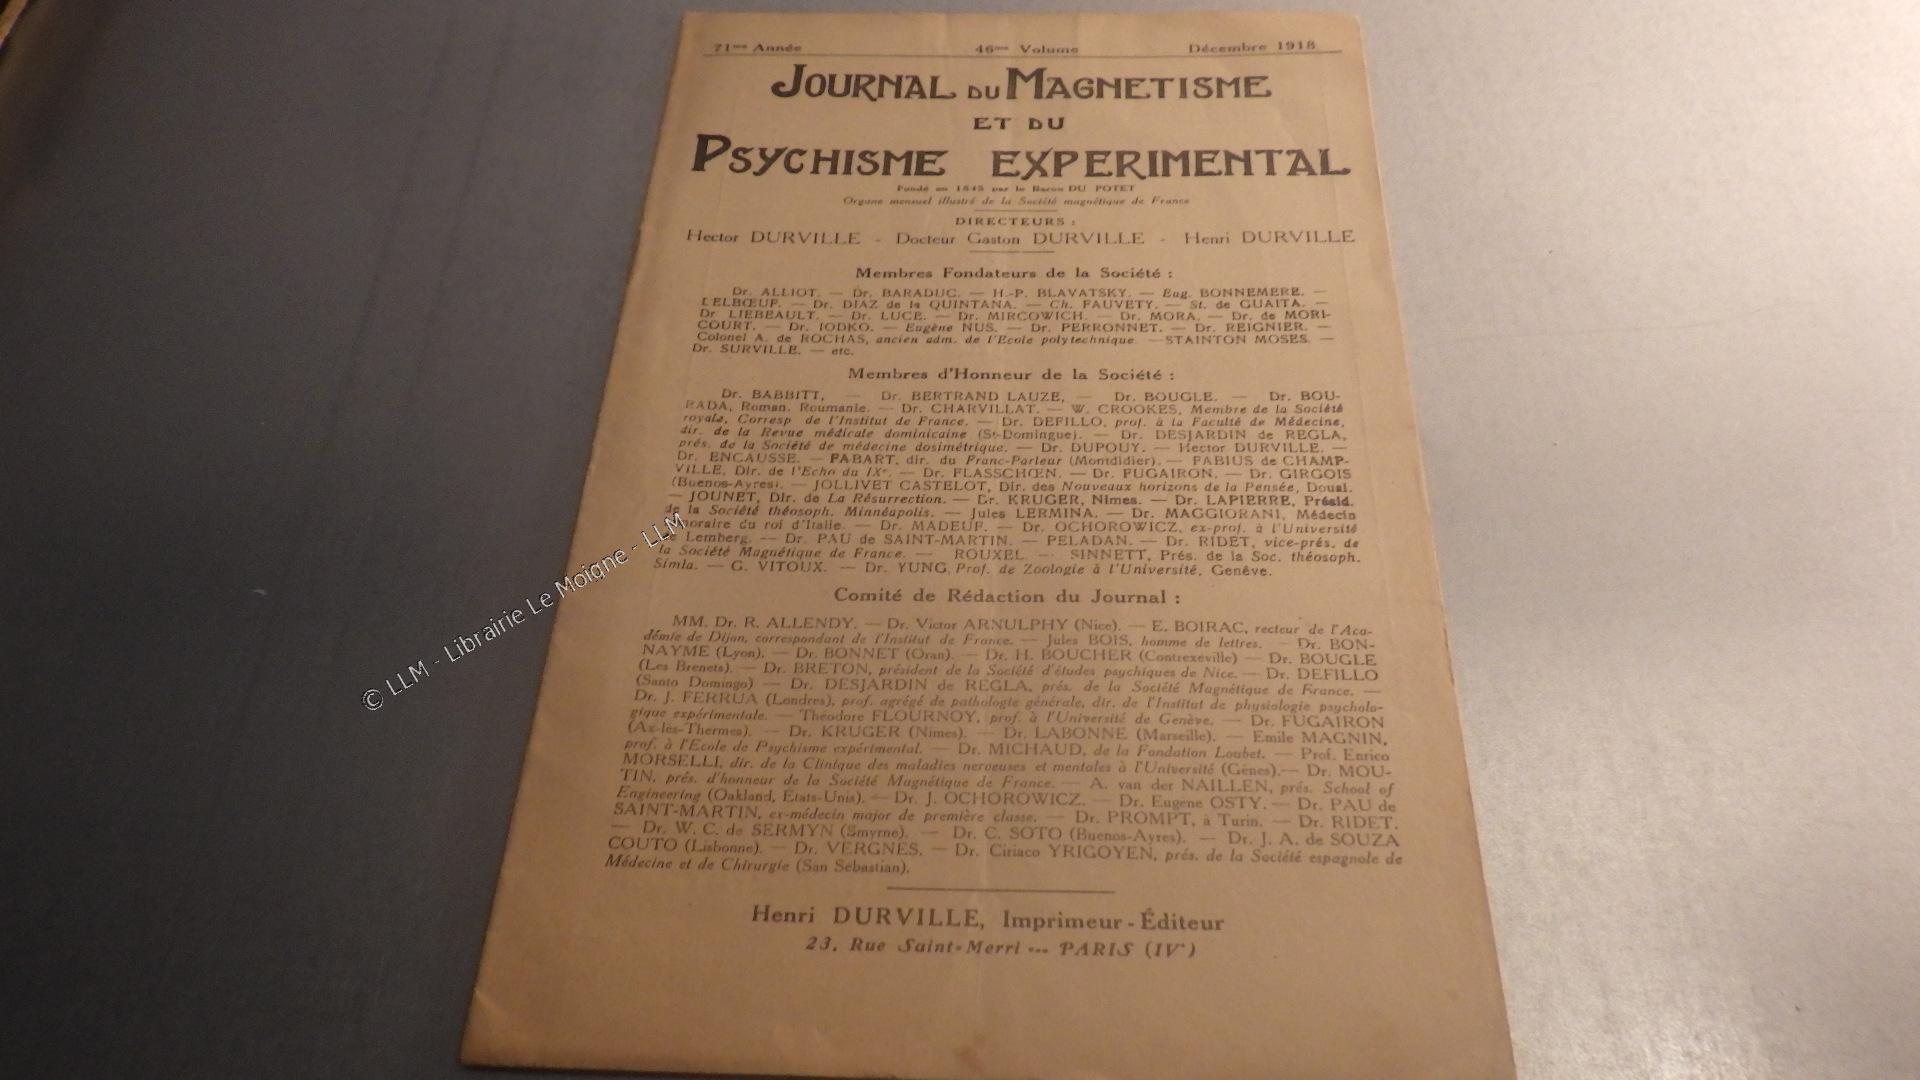 71me Année 46me Volume Décembre 1918
JOURNAL DU MAGNETISME
ET DU
PSYCHISME EXPERIMENTAL
Fondé en 1845 par le Baron DU POTET
Organe mensuel illustré de la Société magnétique de France
DIRECTEURS :
Hector DURVILLE - Docteur Gaston DURVILLE - Henri DURVILLE
Membres Fondateurs de la Société :
Dr. ALLIOT. — Dr. BARADUC. — H.-P. BLAVATSKY. — Eug. BONNEMERE. —
DELBŒUF. — Dr. DIAZ de la QUINTANA. — Ch. FAUVETY. — St. de GUAITA. —
Dr LIEBEAULT. — Dr. LUCE. — Dr. MIRCOWICH. — Dr. MORA. — Dr. de MORI-
COURT. — Dr. IODKO. — Eugène NUS. — Dr. PERRONNET. — Dr. REIGNIER. —
Colonel A. de ROCHAS, ancien adm. de l'Ecole polytechnique — STAINTON MOSES. —
Dr. SURVILLE. — etc.
Membres d'Honneur de la Société :
Dr. BABBITT, — Dr. BERTRAND LAUZE, — Dr. BOUGLE. — Dr. BOU-
RADA, Roman. Roumanie. — Dr. CHARVILLAT. — W. CROOKES, Membre de la Société
royale, Corresp de l'Institut de France. — Dr. DEFILLO, prof. à la Faculté de Médecine,
dir. de la Revue médicale dominicaine (St-Domingue). — Dr. DESJARDIN de REGLA,
prés. de la Société de médecine dosimétrique. — Dr. DUPOUY. — Hector DURVILLE. —
Dr. ENCAUSSE. — FABART, dir. du Franc-Parleur (Montdidier). — FABIUS de CHAMP-
VILLE, Dir. de l'Echo du IXe. — Dr. FLASSCHŒN. — Dr. FUGAIRON. — Dr. GIRGOIS
(Buenos-Ayres). — JOLLIVET CASTELOT, Dir. des Nouveaux horizons de la Pensée, Douai.
— JOUNET, Dir. de La Résurrection. — Dr. KRUGER, Nîmes. — Dr. LAPIERRE, Présid.
de la Société théosoph. Minnéapolis. — Jules LERMINA. — Dr. MAGGIORANI, Médecin
honoraire du roi d'Italie. — Dr. MADEUF. — Dr. OCHOROWICZ, ex-prof. à l'Université
de Lemberg. — Dr. PAU de SAINT-MARTIN. — PELADAN. — Dr. RIDET, vice-prés. de
la Société Magnétique de France. — ROUXEL. — SINNETT, Prés. de la Soc. théosoph.
Simla. — G. VITOUX. — Dr. YUNG, Prof. de Zoologie à l'Université, Genève.
Comité de Rédaction du Journal :
MM. Dr. R. ALLENDY. — Dr. Victor ARNULPHY (Nice). — E. BOIRAC, recteur de l'Aca-
démie de Dijon, correspondant de l'Institut de France. — Jules BOIS, homme de lettres. — Dr. BON-
NAYME (Lyon). — Dr. BONNET (Oran). — Dr. H. BOUCHER (Contrexéville) — Dr. BOUGLE
(Les Brenets). — Dr. BRETON, président de la Société d'études psychiques de Nice. — Dr. DEFILLO
(Santo Domingo) — Dr. DESJARDIN de REGLA, prés. de la Société Magnétique de France. —
Dr. J. FERRUA (Londres), prof. agrégé de pathologie générale, dir. de l'Institut de physiologie psycholo-
gique expérimentale. — Théodore FLOURNOY, prof. à l'Université de Genève. — Dr. FUGAIRON
(Ax-les-Thermes). — Dr. KRUGER (Nîmes). — Dr. LABONNE (Marseille). — Emile MAGNIN,
prof. à l'Ecole de Psychisme expérimental. — Dr. MICHAUD, de la Fondation Loubet. — Prof. Enrico
MORSELLI, dir. de la Clinique des maladies nerveuses et mentales à l'Université (Gênes). — Dr. MOU-
TIN, prés. d'honneur de la Société Magnétique de France. — A. van der NAILLEN, prés. School of
Engineering (Oakland, Etats-Unis). — Dr. J. OCHOROWICZ. — Dr. Eugène OSTY. — Dr. PAU de
SAINT-MARTIN, ex-médecin major de première classe. — Dr. PROMPT, à Turin. — Dr. RIDET.
— Dr. W. C. de SERMYN (Smyrne). — Dr. C. SOTO (Buenos-Ayres). — Dr. J. A. de SOUZA
COUTO (Lisbonne). — Dr. VERGNES. — Dr. Ciriaco YRIGOYEN, prés. de la Société espagnole de
Médecine et de Chirurgie (San Sébastian).
Henri DURVILLE, Imprimeur-Éditeur
23, Rue Saint-Merri --- PARIS (IVe)
© LLM - Librairie Le Moigne - LLM